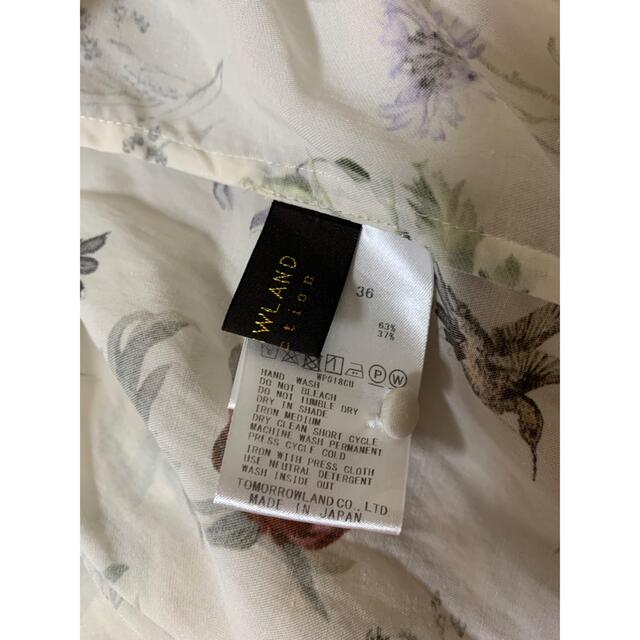 WLAND
ction
36
63%
37%
P W
WP018CU
HAND WASH
DO NOT BLEACH
DO NOT TUMBLE DRY
DRY IN SHADE
IRON MEDIUM
DRY CLEAN SHORT CYCLE
MACHINE WASH PERMANENT
PRESS CYCLE COLD
IRON WITH PRESS CLOTH
USE NEUTRAL DETERGENT
WASH INSIDE OUT
TOMORROWLAND CO., LTD.
MADE IN JAPAN